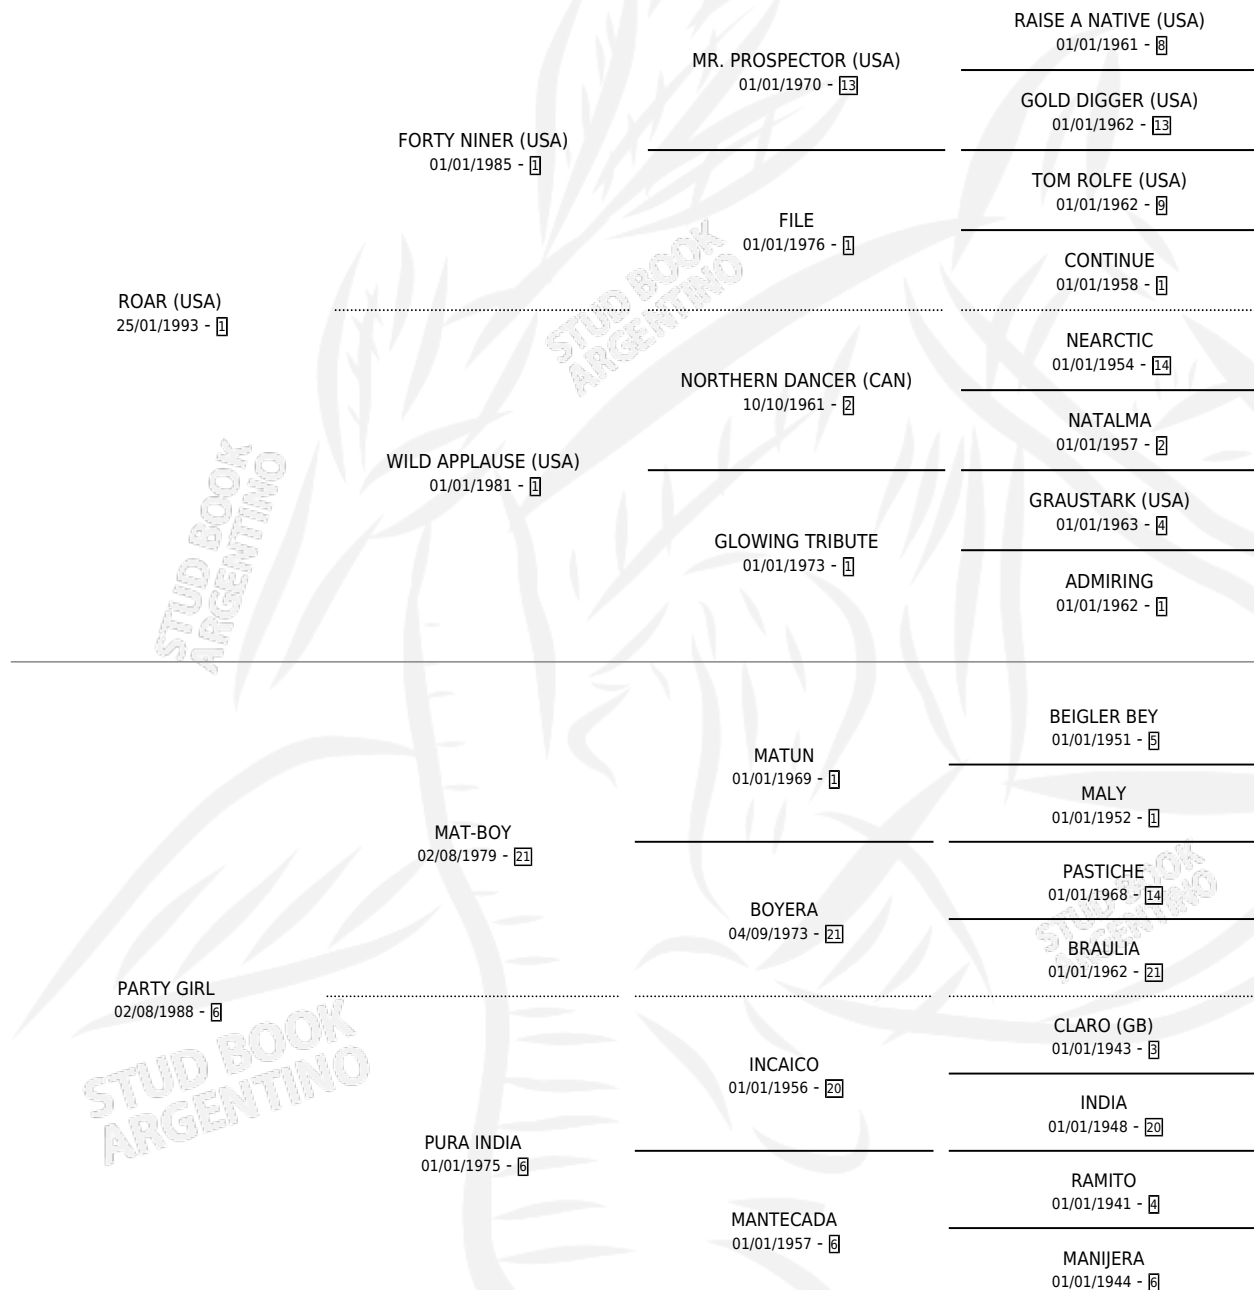 RAISE A NATIVE (USA)
01/01/1961 - 8
MR. PROSPECTOR (USA)
01/01/1970 - 13
GOLD DIGGER (USA)
01/01/1962 - 13
FORTY NINER (USA)
01/01/1985 - 1
TOM ROLFE (USA)
01/01/1962 - 9
FILE
01/01/1976 - 1
CONTINUE
01/01/1958 - 1
ROAR (USA)
25/01/1993 - 1
NEARCTIC
01/01/1954 - 14
NORTHERN DANCER (CAN)
10/10/1961 - 2
NATALMA
01/01/1957 - 2
WILD APPLAUSE (USA)
01/01/1981 - 1
GRAUSTARK (USA)
01/01/1963 - 4
GLOWING TRIBUTE
01/01/1973 - 1
ADMIRING
01/01/1962 - 1
BEIGLER BEY
01/01/1951 - 5
MATUN
01/01/1969 - 1
MALY
01/01/1952 - 1
MAT-BOY
02/08/1979 - 21
PASTICHE
01/01/1968 - 14
BOYERA
04/09/1973 - 21
BRAULIA
01/01/1962 - 21
PARTY GIRL
02/08/1988 - 6
CLARO (GB)
01/01/1943 - 3
INCAICO
01/01/1956 - 20
INDIA
01/01/1948 - 20
PURA INDIA
01/01/1975 - 6
RAMITO
01/01/1941 - 4
MANTECADA
01/01/1957 - 6
MANIJERA
01/01/1944 - 6
STUD BOOK
ARGENTINO
STUD BOOK
ARGENTINO
STUD BOOK
ARGENTINO
STUD BOOK
ARGENTINO